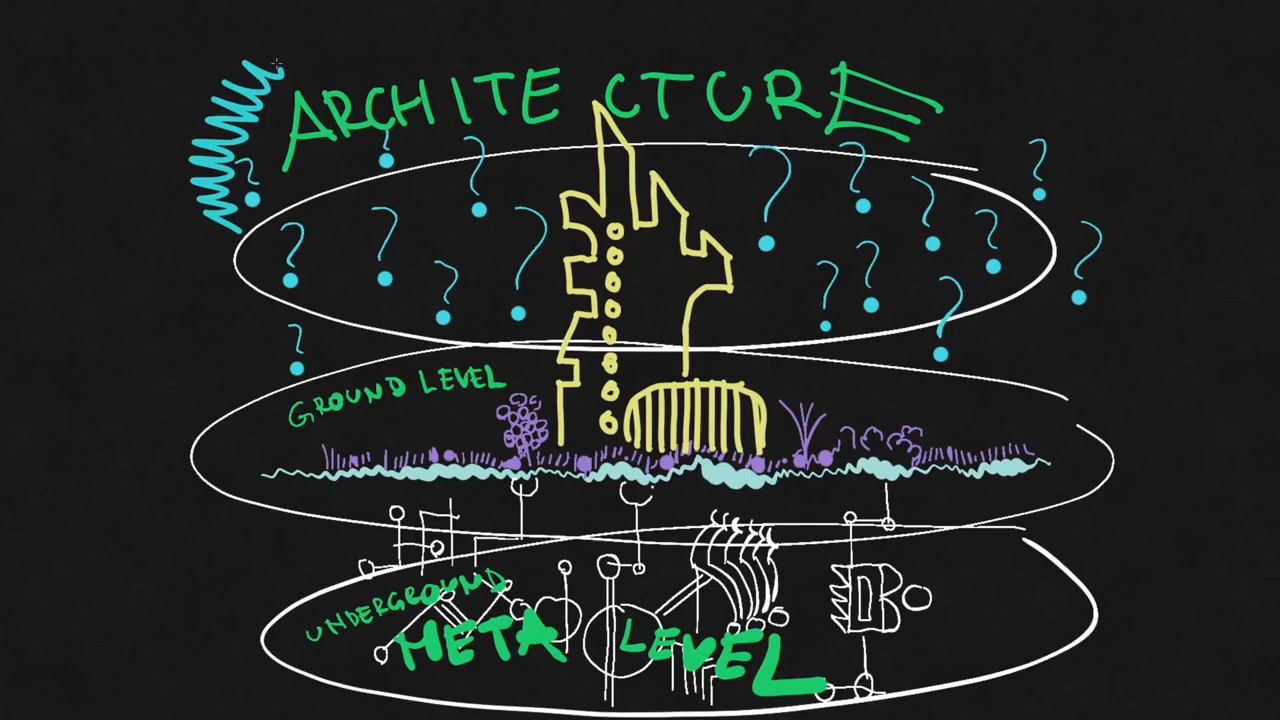 ARCHITECTURE
? ? ? ? ? ? ? ? ? ? ? ? ? ? ? ? ? ? ?
GROUND LEVEL
UNDERGROUND
META LEVEL